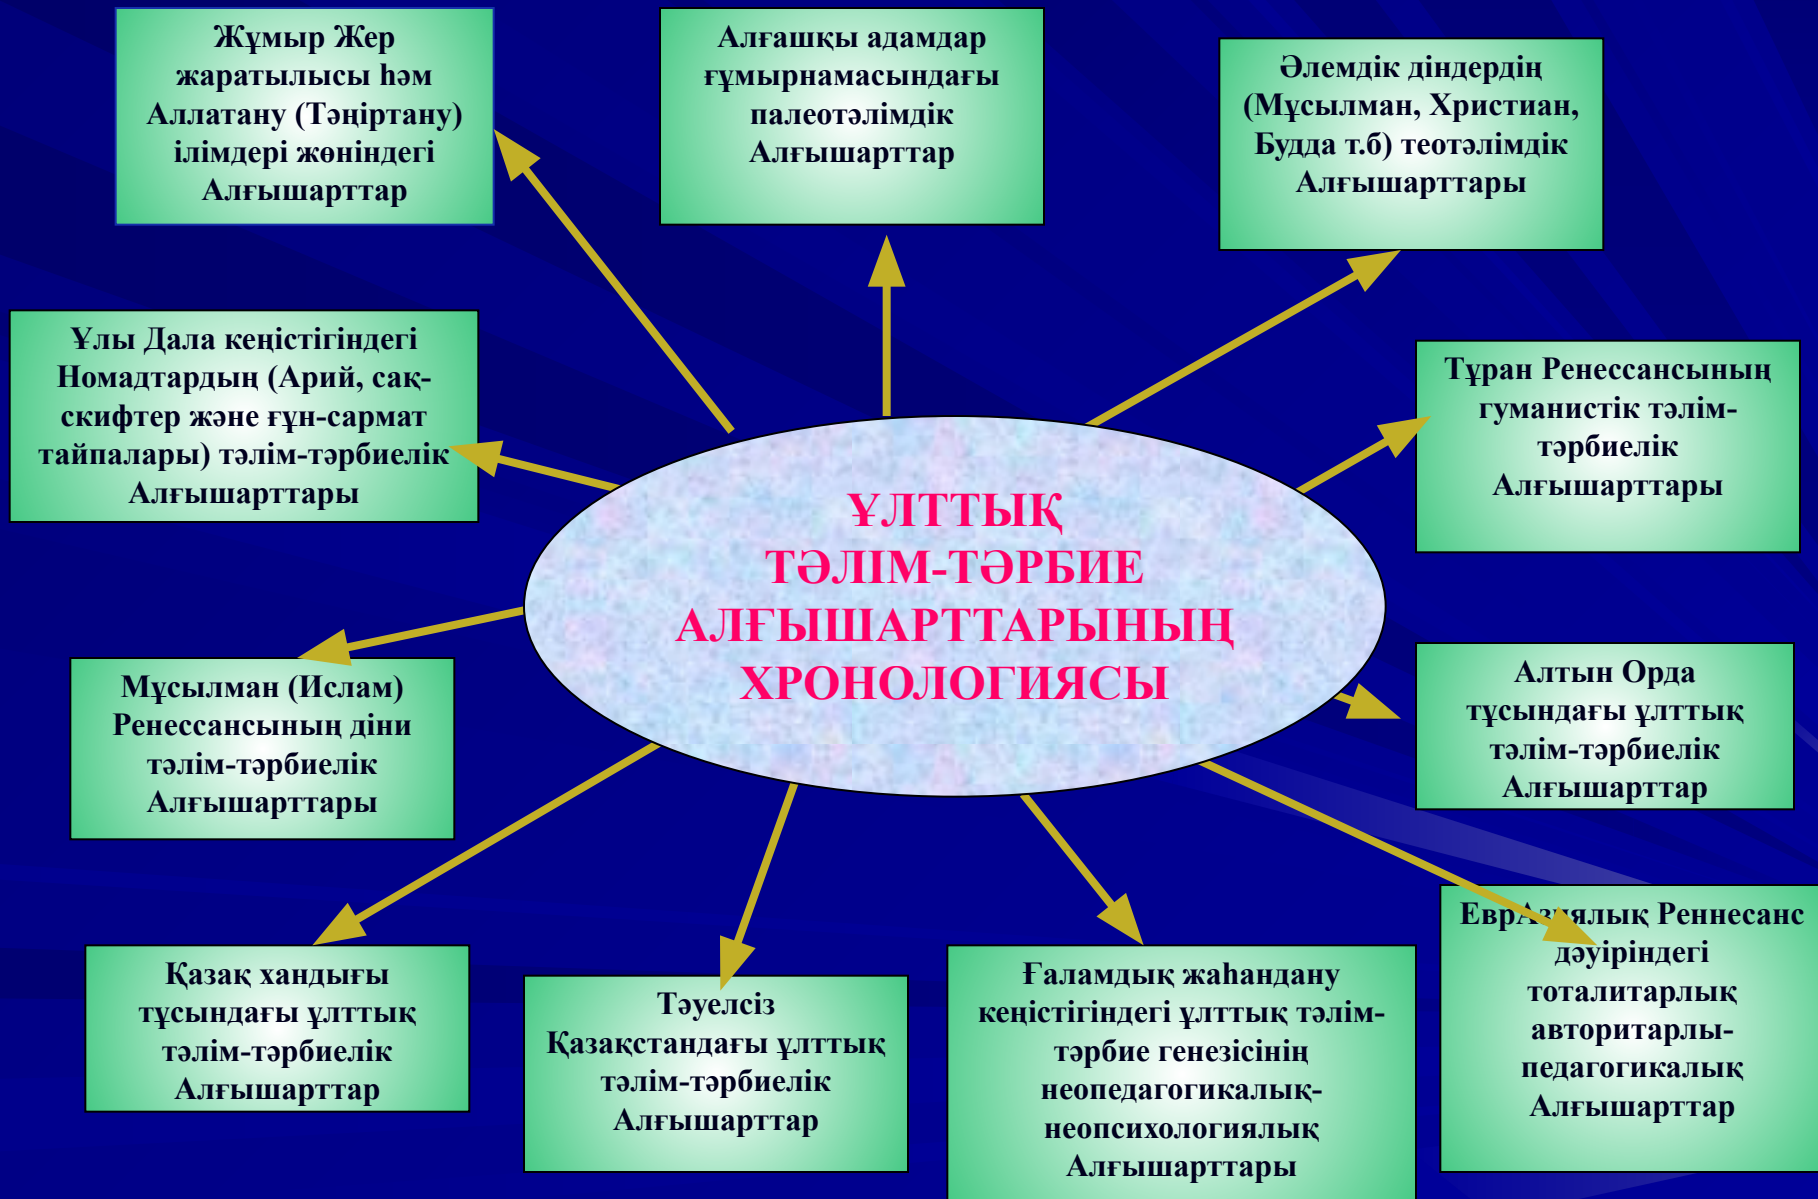 Жұмыр Жер
жаратылысы һәм
Аллатану (Тәңіртану)
ілімдері жөніндегі
Алғышарттар
Алғашқы адамдар
ғұмырнамасындағы
палеотәлімдік
Алғышарттар
Әлемдік діндердің
(Мұсылман, Христиан,
Будда т.б) теотәлімдік
Алғышарттары
Ұлы Дала кеңістігіндегі
Номадтардың (Арий, сақ-
скифтер және ғұн-сармат
тайпалары) тәлім-тәрбиелік
Алғышарттары
Тұран Ренессансының
гуманистік тәлім-
тәрбиелік
Алғышарттары
ҰЛТТЫҚ
ТӘЛІМ-ТӘРБИЕ
АЛҒЫШАРТТАРЫНЫҢ
ХРОНОЛОГИЯСЫ
Мұсылман (Ислам)
Ренессансының діни
тәлім-тәрбиелік
Алғышарттары
Алтын Орда
тұсындағы ұлттық
тәлім-тәрбиелік
Алғышарттар
Қазақ хандығы
тұсындағы ұлттық
тәлім-тәрбиелік
Алғышарттар
Тәуелсіз
Қазақстандағы ұлттық
тәлім-тәрбиелік
Алғышарттар
Ғаламдық жаһандану
кеңістігіндегі ұлттық тәлім-
тәрбие генезісінің
неопедагогикалық-
неопсихологиялық
Алғышарттары
ЕврАзиялық Реннесанс
дәуіріндегі
тоталитарлық
авторитарлы-
педагогикалық
Алғышарттар